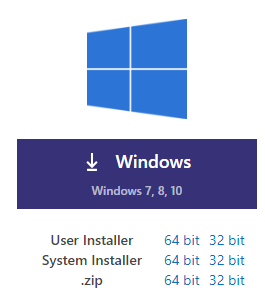 Windows
Windows 7, 8, 10
User Installer 64 bit 32 bit
System Installer 64 bit 32 bit
.zip 64 bit 32 bit